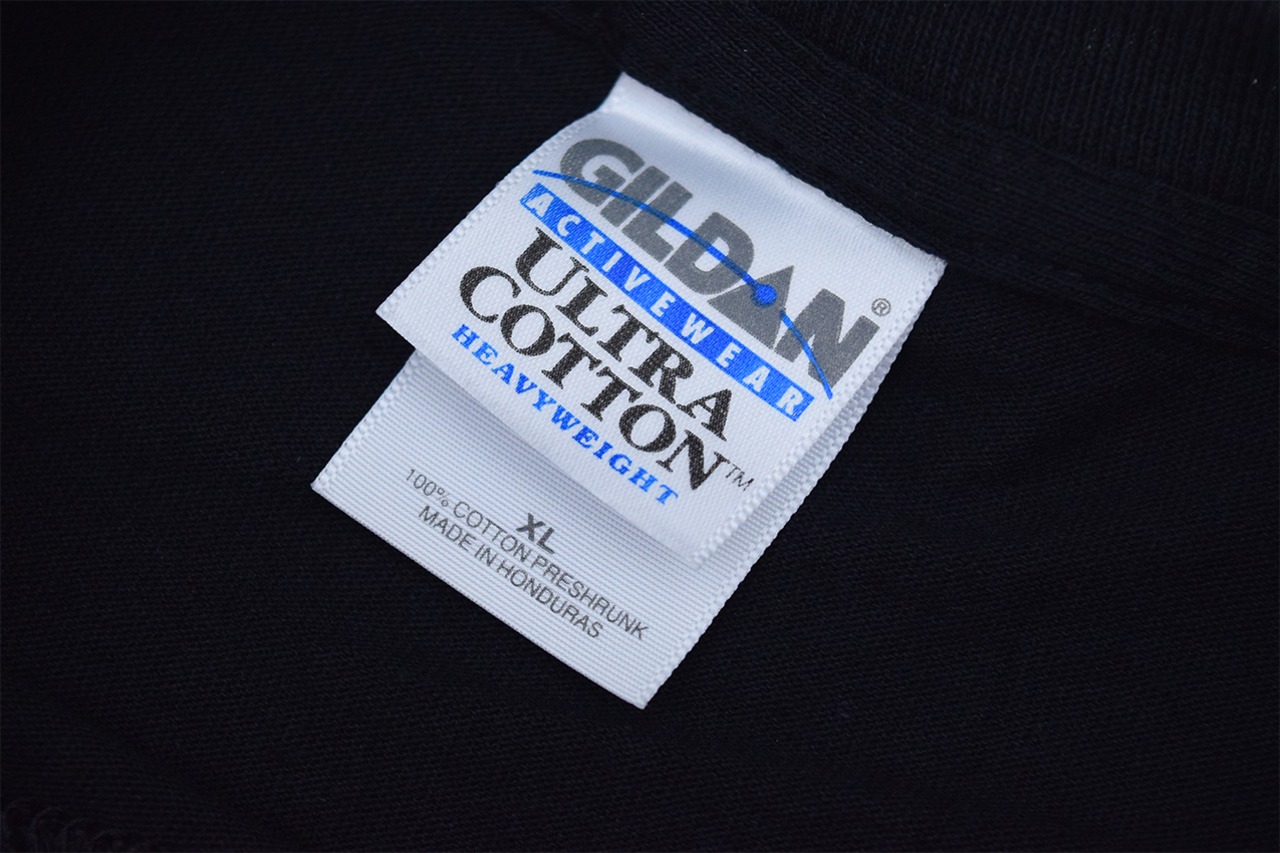 GILDAN®
ACTIVEWEAR
ULTRA
COTTON™
HEAVYWEIGHT
XL
100% COTTON PRESHRUNK
MADE IN HONDURAS